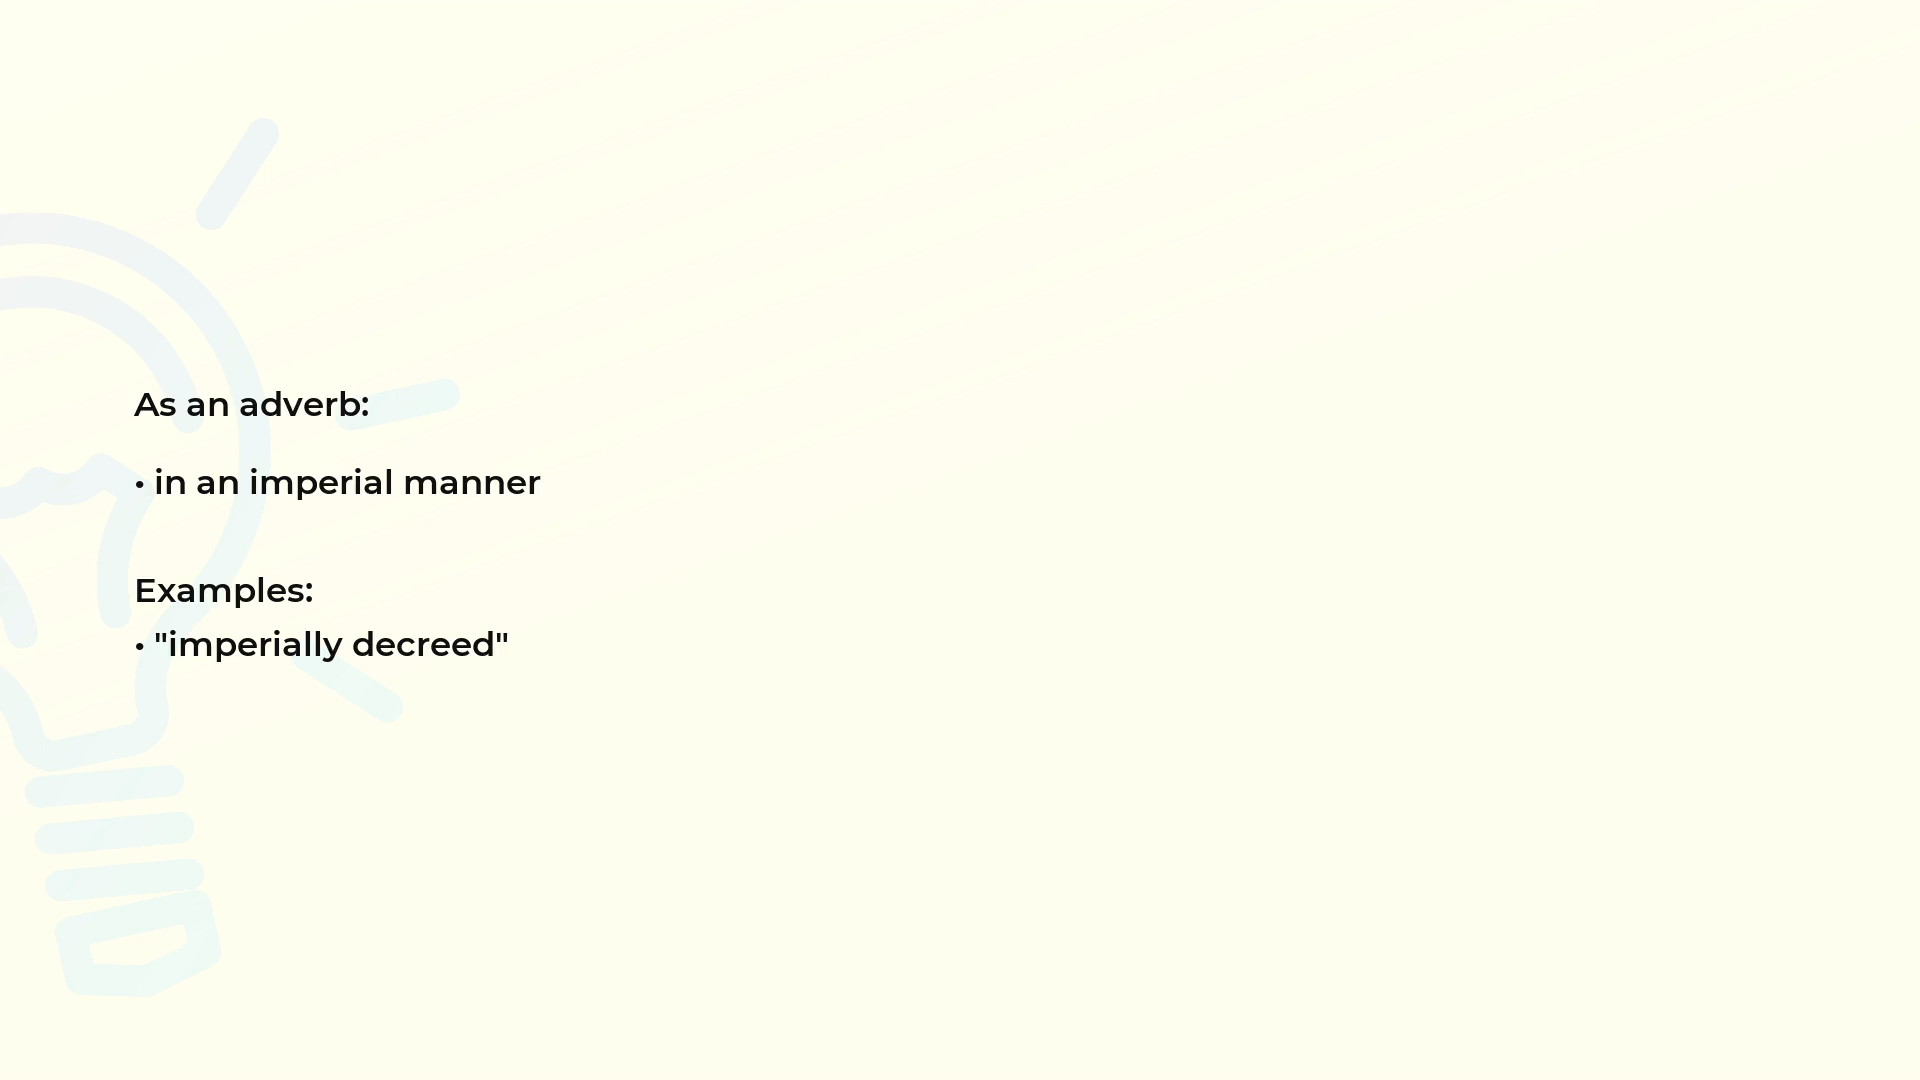 As an adverb:
• in an imperial manner
Examples:
• "imperially decreed"